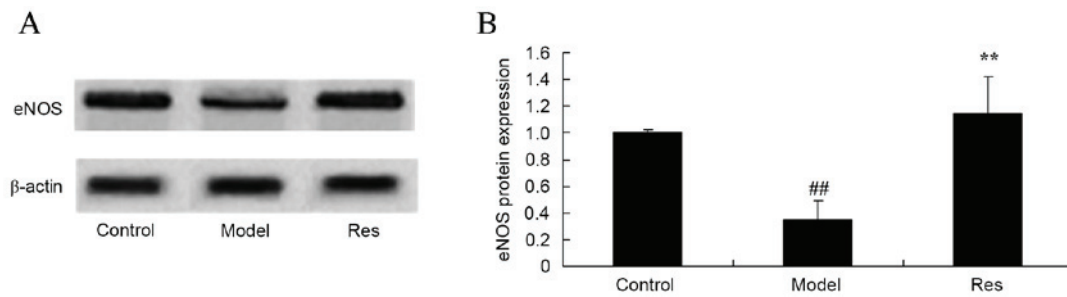 A
eNOS
β-actin
Control Model Res
B
eNOS protein expression
1.6
1.4
1.2
1.0
0.8
0.6
0.4
0.2
0
**
##
Control Model Res